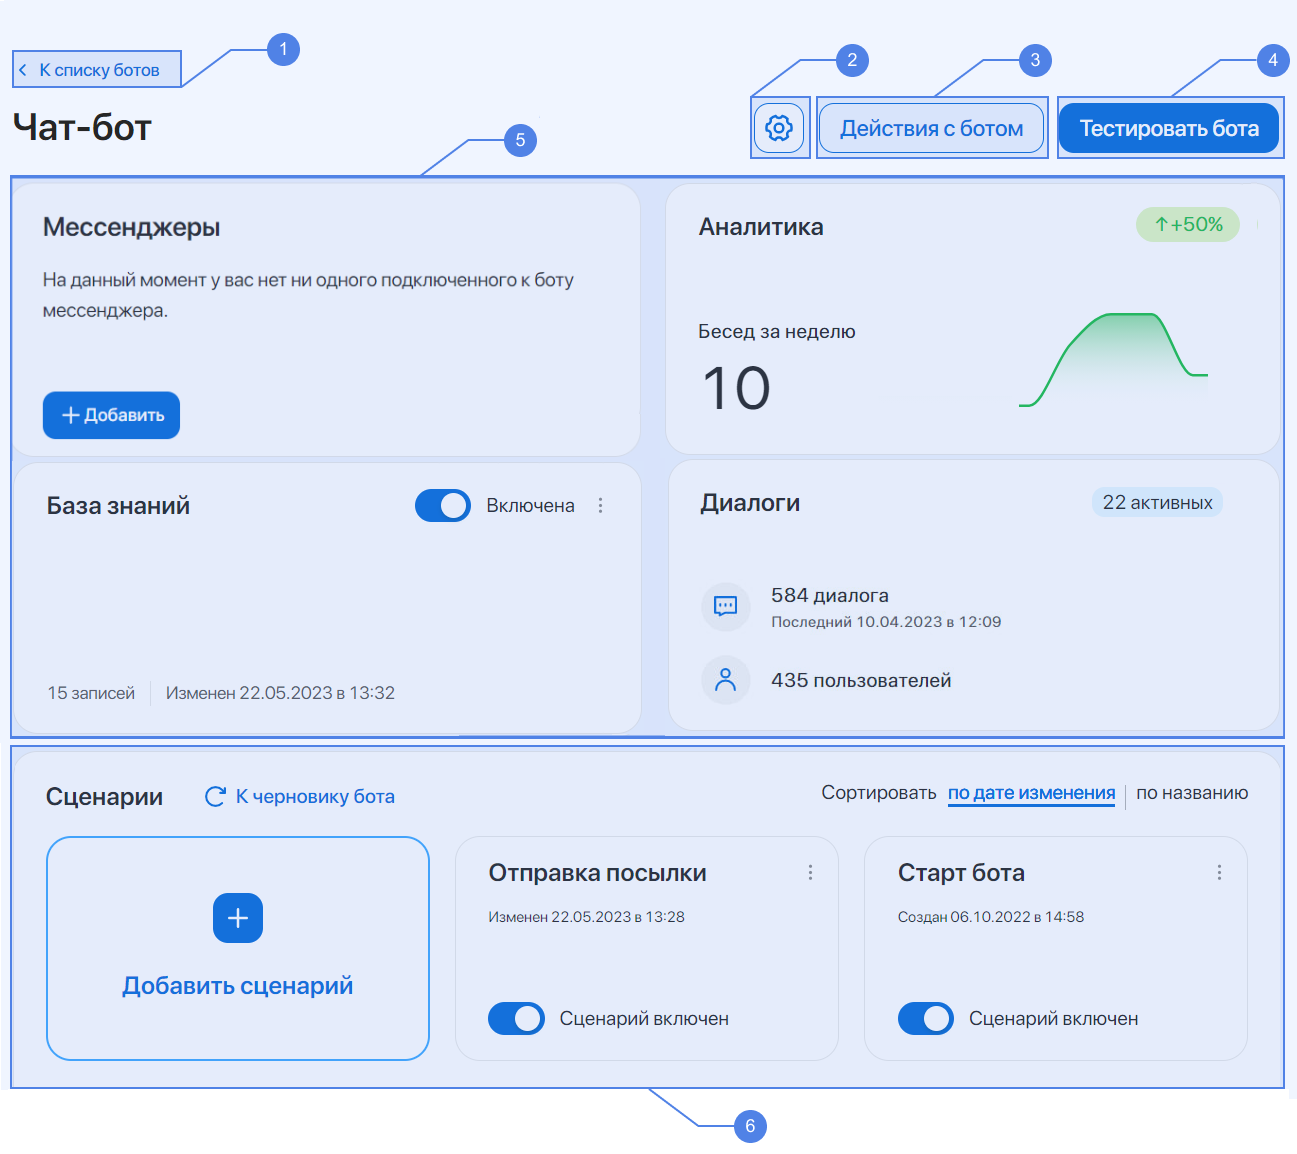 1
К списку ботов
2
3
4
Чат-бот
Действия с ботом
Тестировать бота
5
Мессенджеры
На данный момент у вас нет ни одного подключенного к боту
мессенджера.
+ Добавить
Аналитика
↑+50%
Бесед за неделю
10
База знаний
Включена
15 записей
Изменен 22.05.2023 в 13:32
Диалоги
22 активных
584 диалога
Последний 10.04.2023 в 12:09
435 пользователей
Сценарии
К черновику бота
Сортировать по дате изменения | по названию
+
Добавить сценарий
Отправка посылки
Изменен 22.05.2023 в 13:28
Сценарий включен
Старт бота
Создан 06.10.2022 в 14:58
Сценарий включен
6